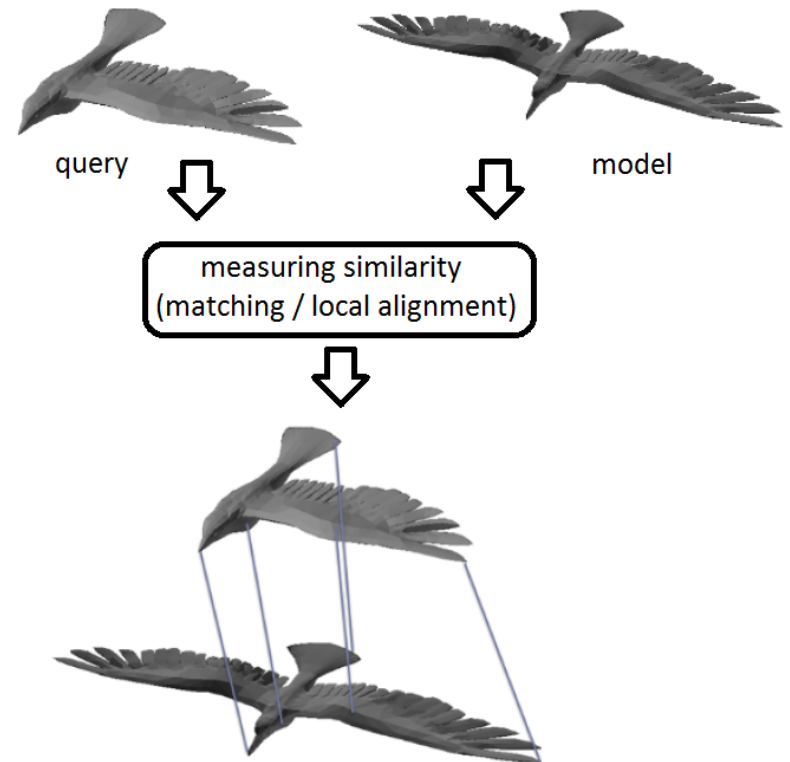 query
model
measuring similarity
(matching / local alignment)